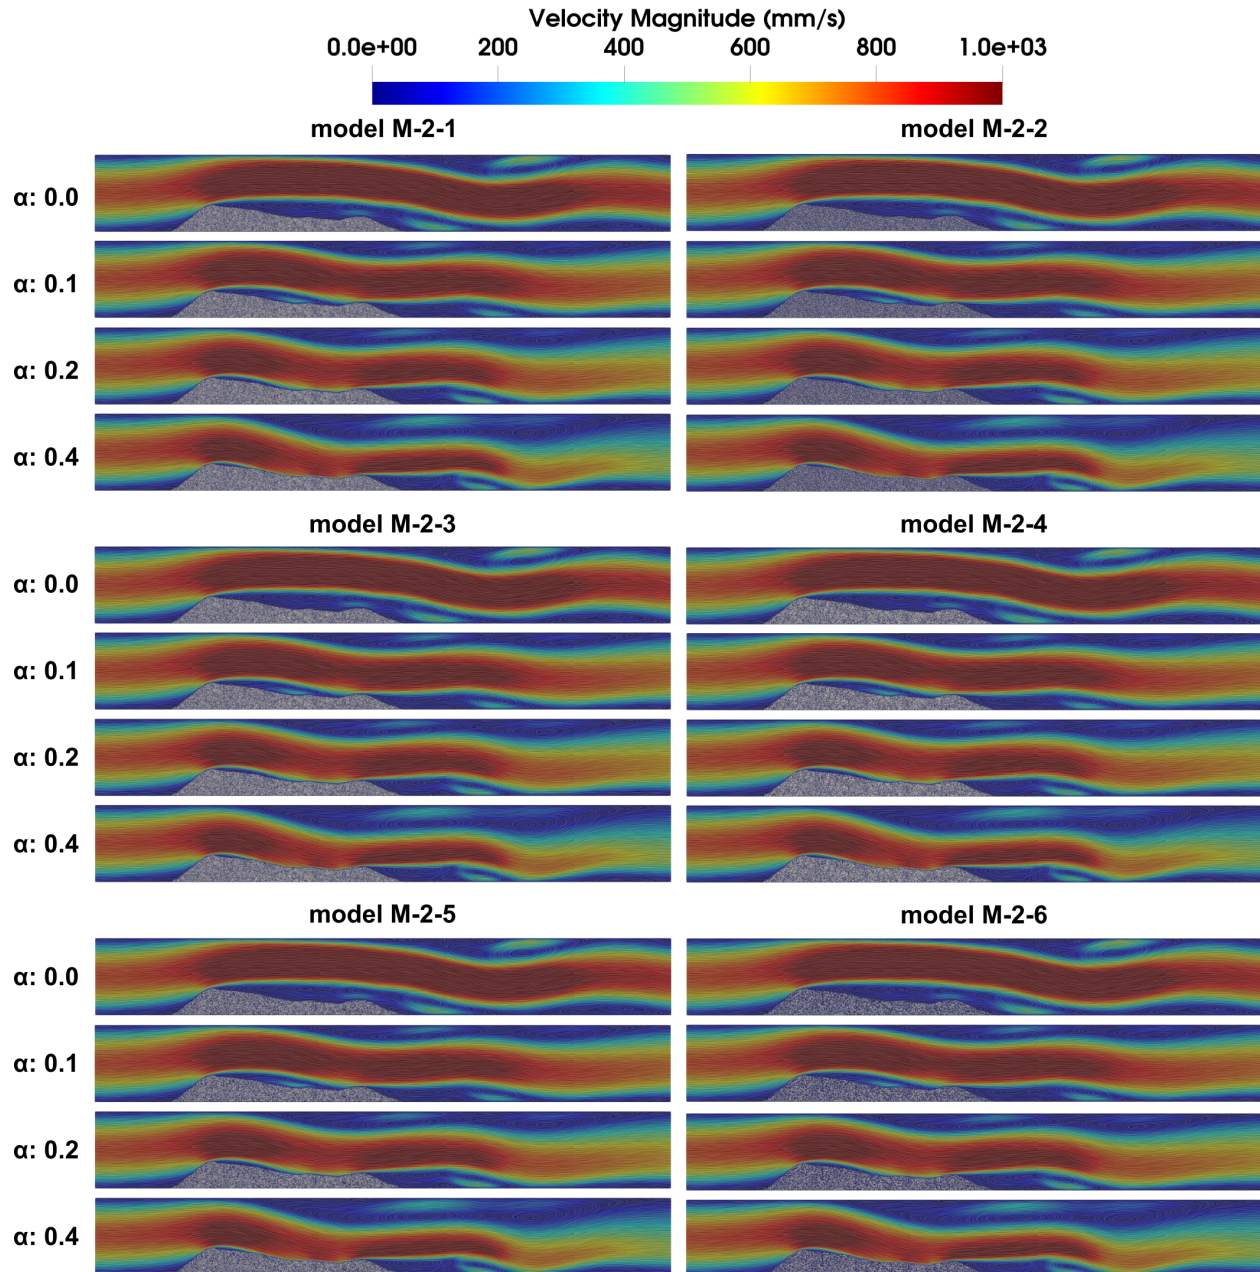 Velocity Magnitude (mm/s)
0.0e+00 200 400 600 800 1.0e+03
model M-2-1 model M-2-2
α: 0.0
α: 0.1
α: 0.2
α: 0.4
model M-2-3 model M-2-4
α: 0.0
α: 0.1
α: 0.2
α: 0.4
model M-2-5 model M-2-6
α: 0.0
α: 0.1
α: 0.2
α: 0.4